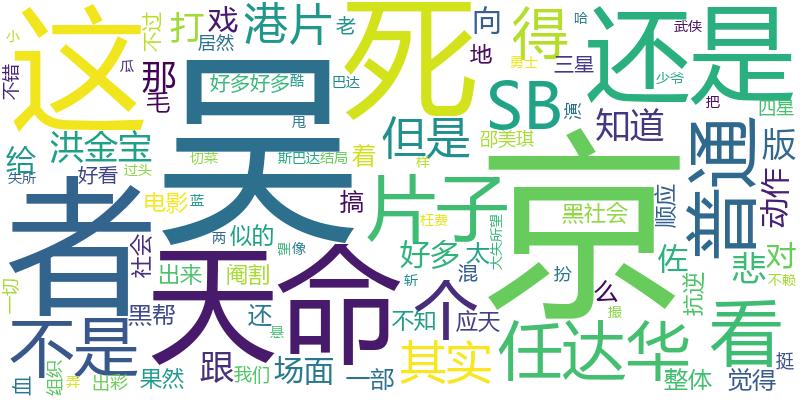 这
吴
死
还是
京
者
天命
SB
片子
普通
看
任达华
不是
个
其实
得
港片
但是
洪金宝
知道
动作
版
打
戏
老
不过
居然
向
地
三星
武侠
哈
勇士
少爷
小
瓜
不错
那
毛
好多好多
酷
巴达
甩
演
把
四星
邵美琪
给
失所
好看
过头
切菜
斯巴达
结局
着
样
电影
蓝
搞
枉费
大失所望
黑社会
顺应
社会
两
似的
塑像
好多
太
混
斩
佐
悲
对
不赖
一切
出来
阉割
扮
么
抗逆
黑帮
还
不知
应天
撮
悬
血
组织
弄
出彩
果然
跟
我们
场面
一部
整体
觉得
挺